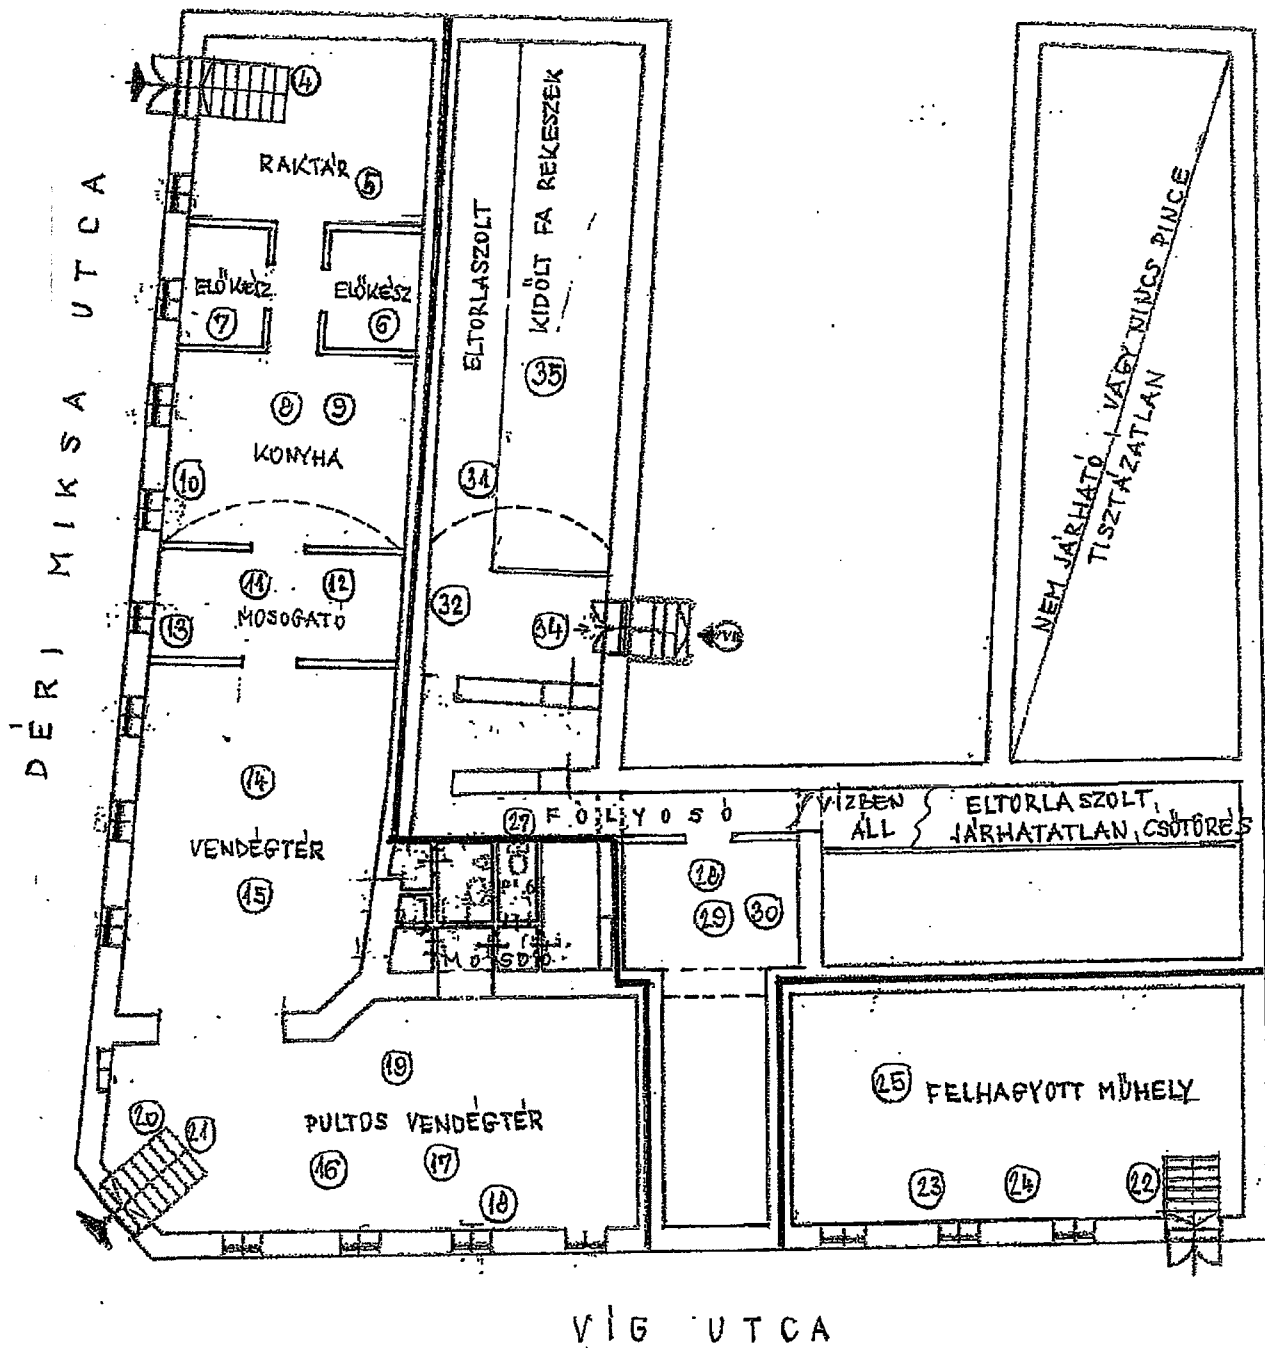 4
RAKTÁR 5
ELŐKÉSZ
7
ELŐKÉSZ
6
8 9
KONYHA
10
11 12
MOSOGATÓ
13
14
VENDÉGTÉR
15
DÉRI MIKSA UTCA
ELTORLASZOLT
KIDŐLT FA REKESZEK
35
31
32
34
NEM JÁRHATÓ - VAGY NINCS PINCE
TISZTÁZATLAN
27
FOLYOSÓ
VÍZBEN
ÁLL
ELTORLASZOLT,
JÁRHATATLAN, CSŐTÖRÉS
28
29 30
MOSDÓ
19
PULTOS VENDÉGTÉR
16 17
18
20
21
25 FELHAGYOTT MŰHELY
23 24 22
VÍG UTCA